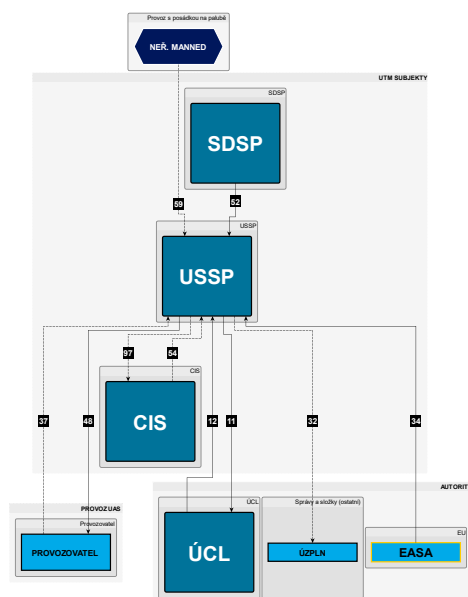 Provoz s posádkou na palubě
NEŘ. MANNED
UTM SUBJEKTY
SDSP
SDSP
59
52
USSP
USSP
97
54
CIS
CIS
37
48
12
11
32
34
AUTORIT
PROVOZ UAS
ÚCL
Správy a složky (ostatní)
Provozovatel
EU
PROVOZOVATEL
ÚCL
ÚZPLN
EASA